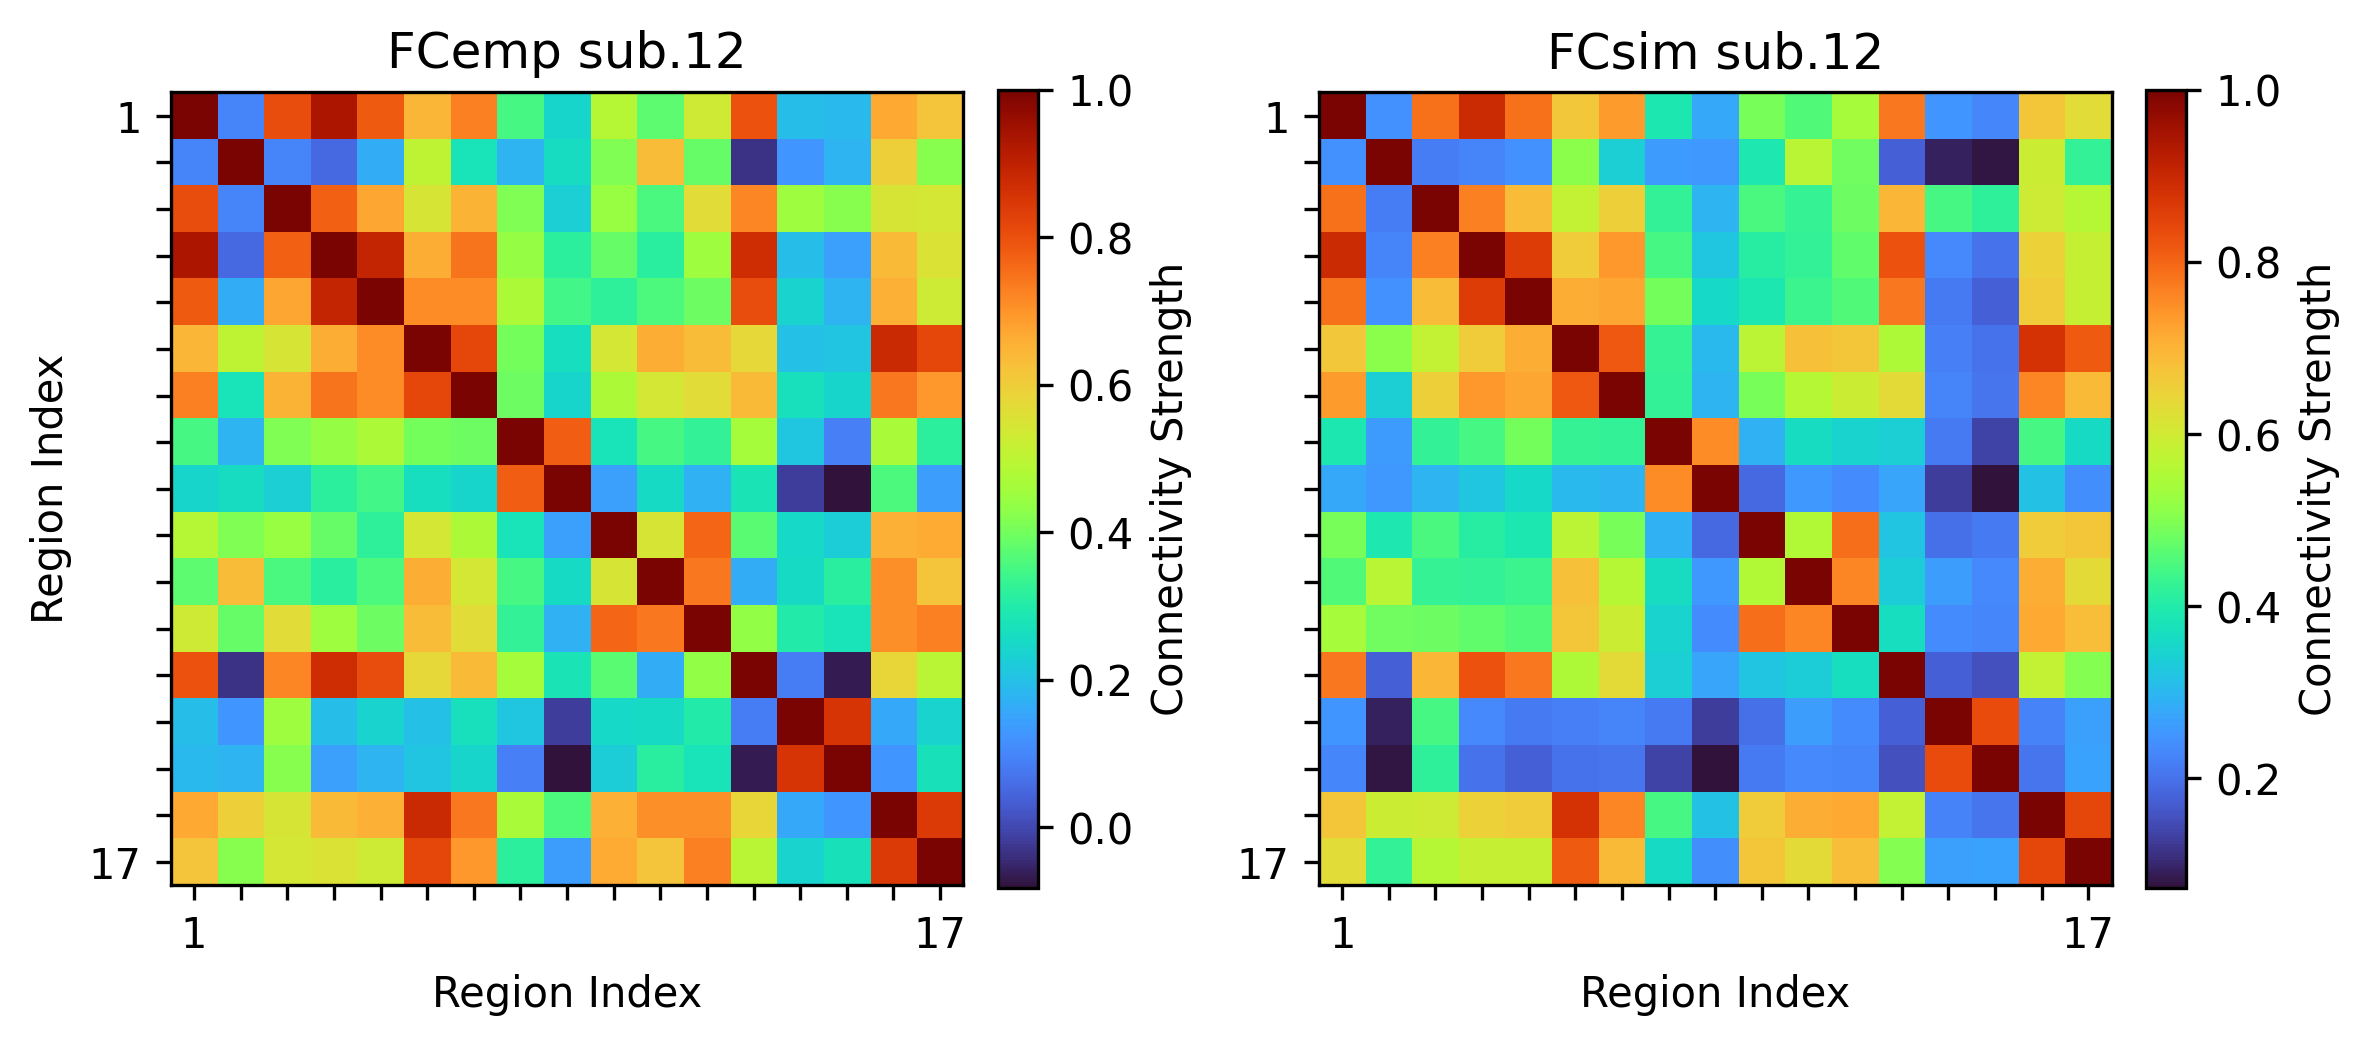 FCemp sub.12
1
17
Region Index
1
17
Region Index
1.0
0.8
0.6
0.4
0.2
0.0
Connectivity Strength
FCsim sub.12
1
17
1
17
Region Index
1.0
0.8
0.6
0.4
0.2
Connectivity Strength